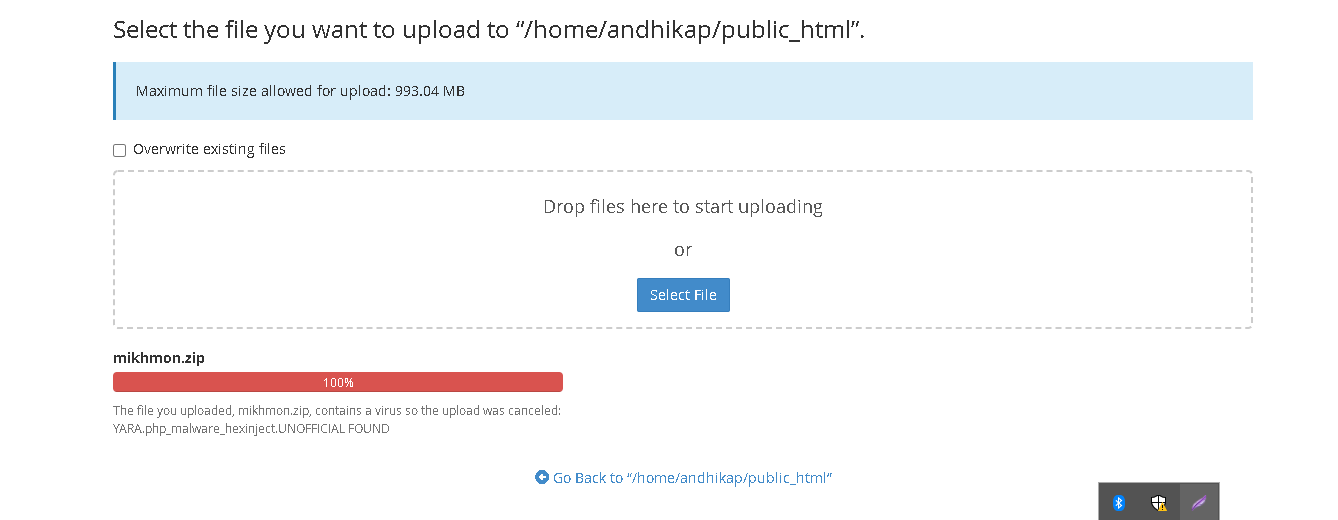 Select the file you want to upload to “/home/andhikap/public_html”.
Maximum file size allowed for upload: 993.04 MB
Overwrite existing files
Drop files here to start uploading
or
Select File
mikhmon.zip
100%
The file you uploaded, mikhmon.zip, contains a virus so the upload was canceled:
YARA.php_malware_hexinject.UNOFFICIAL FOUND
Go Back to “/home/andhikap/public_html”